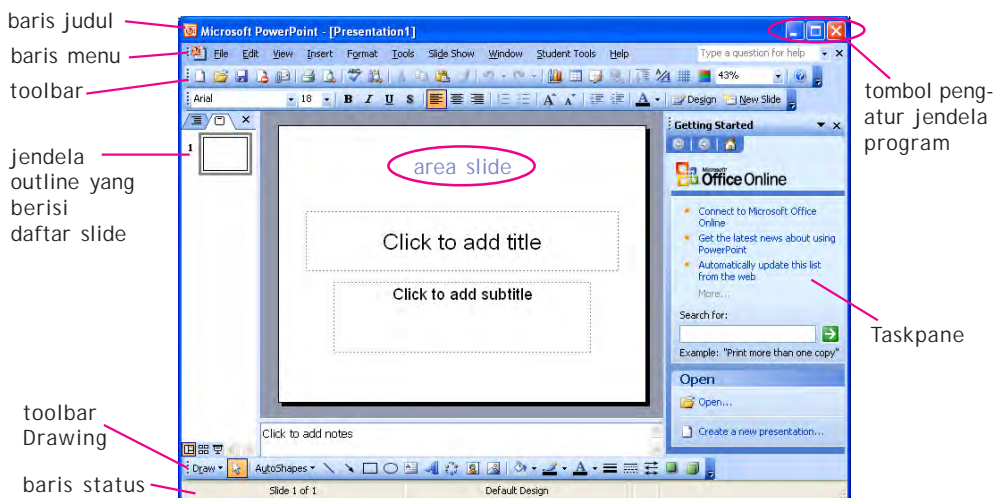 baris judul
baris menu
toolbar
jendela
outline yang
berisi
daftar slide
toolbar
Drawing
baris status
Microsoft PowerPoint - [Presentation1]
File Edit View Insert Format Tools Slide Show Window Student Tools Help
Type a question for help
43%
Arial 18 B I U S A A A Design New Slide
1
area slide
Click to add title
Click to add subtitle
Click to add notes
Getting Started
Microsoft
Office Online
Connect to Microsoft Office
Online
Get the latest news about using
PowerPoint
Automatically update this list
from the web
More...
Search for:
Example: "Print more than one copy"
Open
Open...
Create a new presentation...
Draw AutoShapes A A
Slide 1 of 1 Default Design
tombol peng-
atur jendela
program
Taskpane